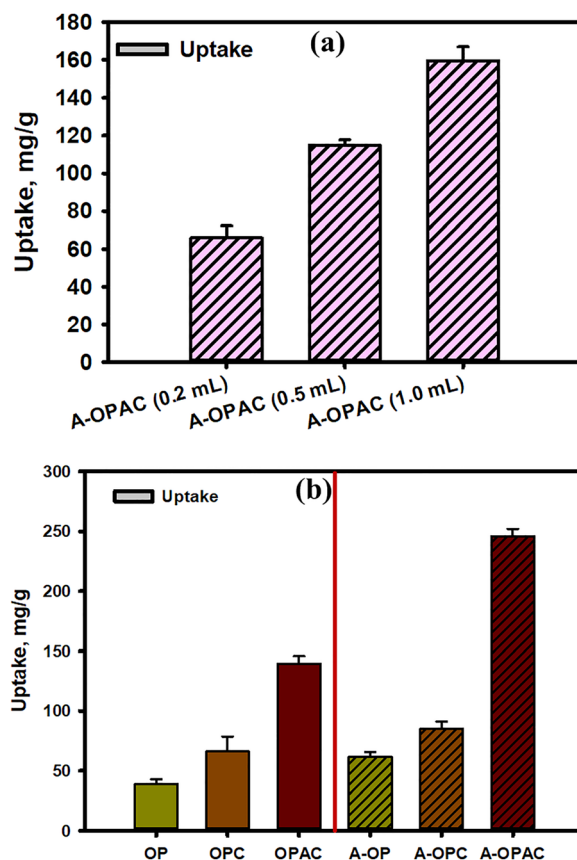 180
(a)
Uptake
160
140
120
100
80
60
40
20
0
Uptake, mg/g
A-OPAC (0.2 mL)
A-OPAC (0.5 mL)
A-OPAC (1.0 mL)
300
(b)
Uptake
250
200
150
100
50
0
Uptake, mg/g
OP OPC OPAC A-OP A-OPC A-OPAC